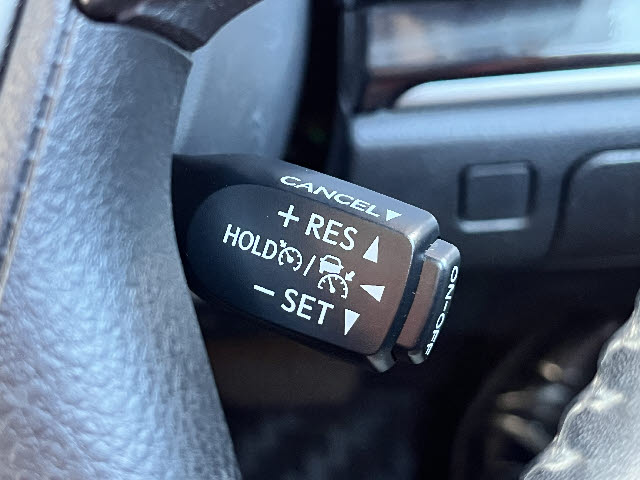 CANCEL▼
+ RES ▲
HOLD / ◀
− SET ▼
ON-OFF